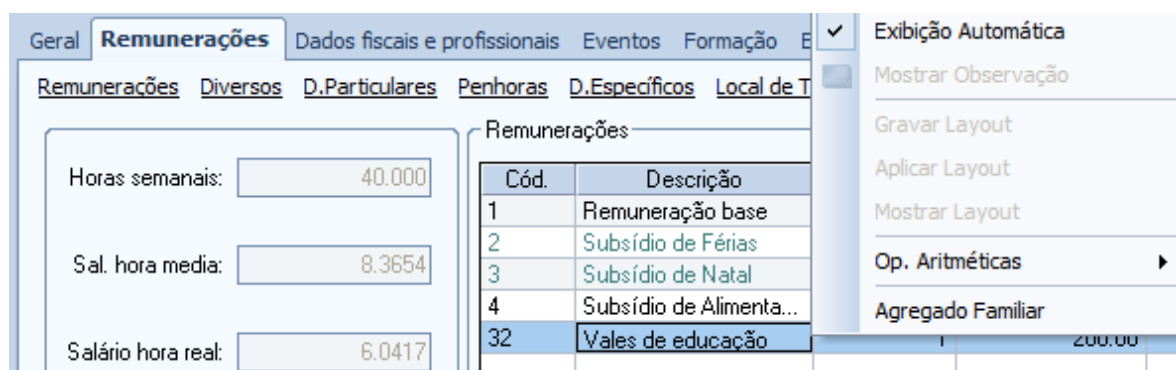 Geral Remunerações Dados fiscais e profissionais Eventos Formação
Exibição Automática
Mostrar Observação
Gravar Layout
Aplicar Layout
Mostrar Layout
Op. Aritméticas
Agregado Familiar
Remunerações Diversos D.Particulares Penhoras D.Específicos Local de T
Horas semanais: 40.000
Sal. hora media: 8.3654
Salário hora real: 6.0417
Remunerações
Cód. Descrição
1 Remuneração base
2 Subsídio de Férias
3 Subsídio de Natal
4 Subsídio de Alimenta...
32 Vales de educação 1 200.00